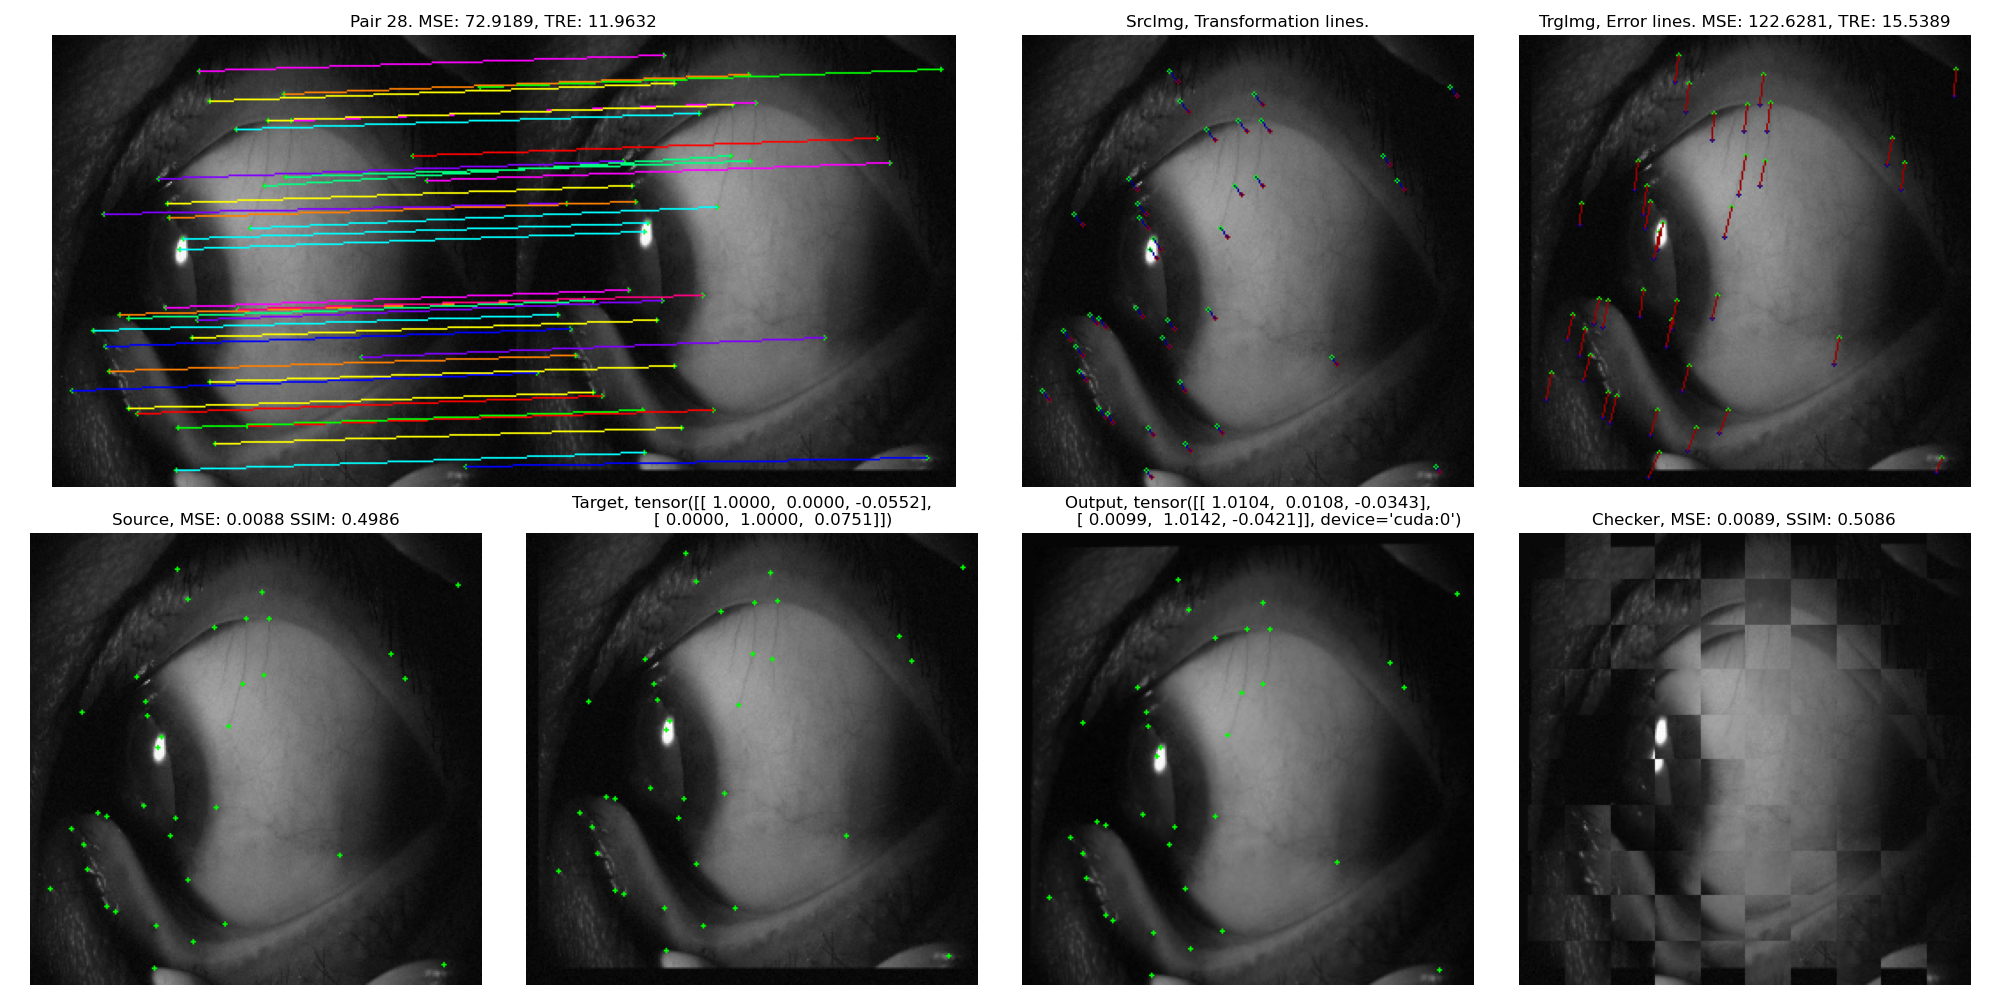 Pair 28. MSE: 72.9189, TRE: 11.9632
SrcImg, Transformation lines.
TrgImg, Error lines. MSE: 122.6281, TRE: 15.5389
Source, MSE: 0.0088 SSIM: 0.4986
Target, tensor([[ 1.0000,  0.0000, -0.0552],
[ 0.0000,  1.0000,  0.0751]])
Output, tensor([[ 1.0104,  0.0108, -0.0343],
[ 0.0099,  1.0142, -0.0421]], device='cuda:0')
Checker, MSE: 0.0089, SSIM: 0.5086